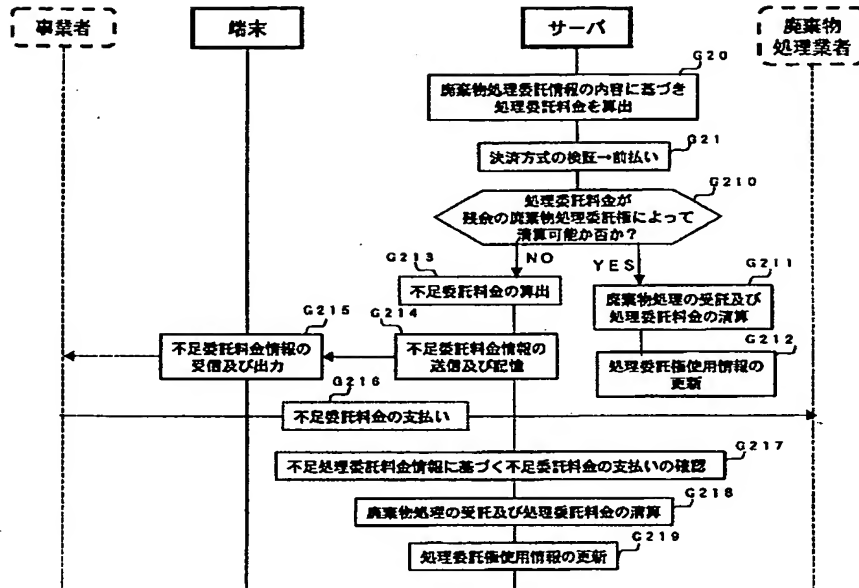 事業者
端末
サーバ
廃棄物
処理業者
G20
廃棄物処理委託情報の内容に基づき
処理委託料金を算出
G21
決済方式の検証→前払い
G210
処理委託料金が
残余の廃棄物処理委託権によって
清算可能か否か?
NO
YES
G213
不足委託料金の算出
G211
廃棄物処理の受託及び
処理委託料金の清算
G215
不足委託料金情報の
受信及び出力
G214
不足委託料金情報の
送信及び記憶
G212
処理委託権使用情報の
更新
G216
不足委託料金の支払い
G217
不足処理委託料金情報に基づく不足委託料金の支払いの確認
G218
廃棄物処理の受託及び処理委託料金の清算
G219
処理委託権使用情報の更新